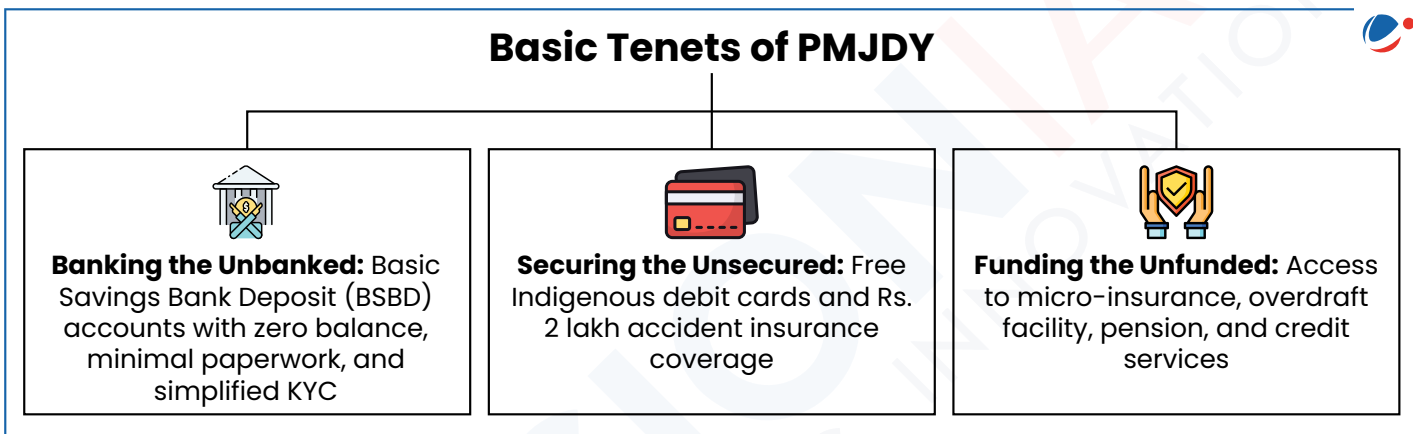 Basic Tenets of PMJDY
Banking the Unbanked: Basic
Savings Bank Deposit (BSBD)
accounts with zero balance,
minimal paperwork, and
simplified KYC
Securing the Unsecured: Free
Indigenous debit cards and Rs.
2 lakh accident insurance
coverage
Funding the Unfunded: Access
to micro-insurance, overdraft
facility, pension, and credit
services